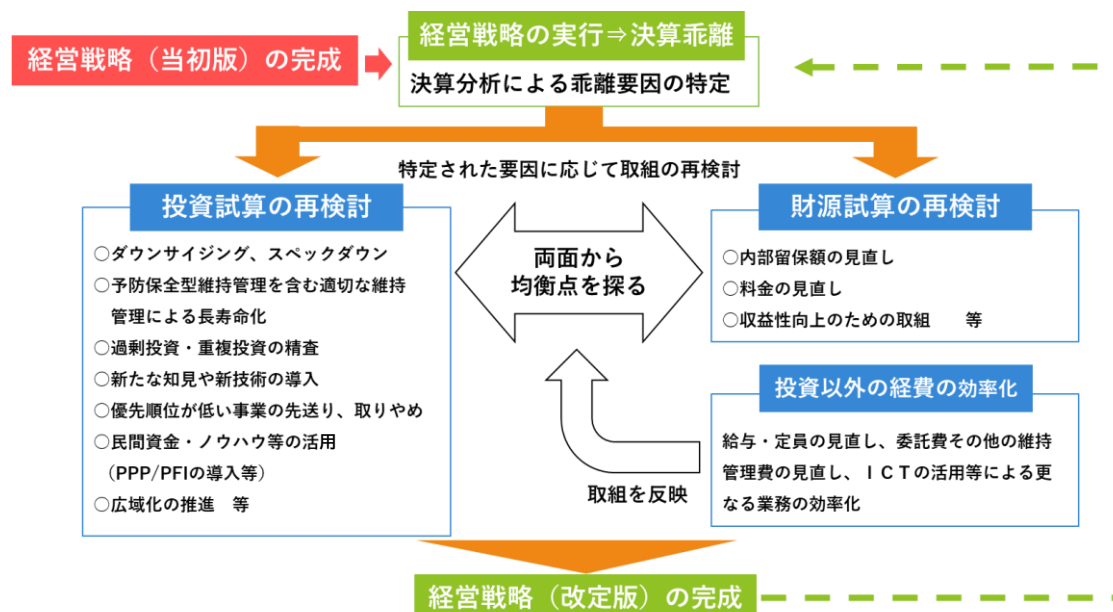 経営戦略（当初版）の完成
経営戦略の実行⇒決算乖離
決算分析による乖離要因の特定
特定された要因に応じて取組の再検討
投資試算の再検討
○ダウンサイジング、スペックダウン
○予防保全型維持管理を含む適切な維持
管理による長寿命化
○過剰投資・重複投資の精査
○新たな知見や新技術の導入
○優先順位が低い事業の先送り、取りやめ
○民間資金・ノウハウ等の活用
（PPP/PFIの導入等）
○広域化の推進　等
両面から
均衡点を探る
財源試算の再検討
○内部留保額の見直し
○料金の見直し
○収益性向上のための取組　　等
投資以外の経費の効率化
給与・定員の見直し、委託費その他の維持
管理費の見直し、ＩＣＴの活用等による更
なる業務の効率化
取組を反映
経営戦略（改定版）の完成